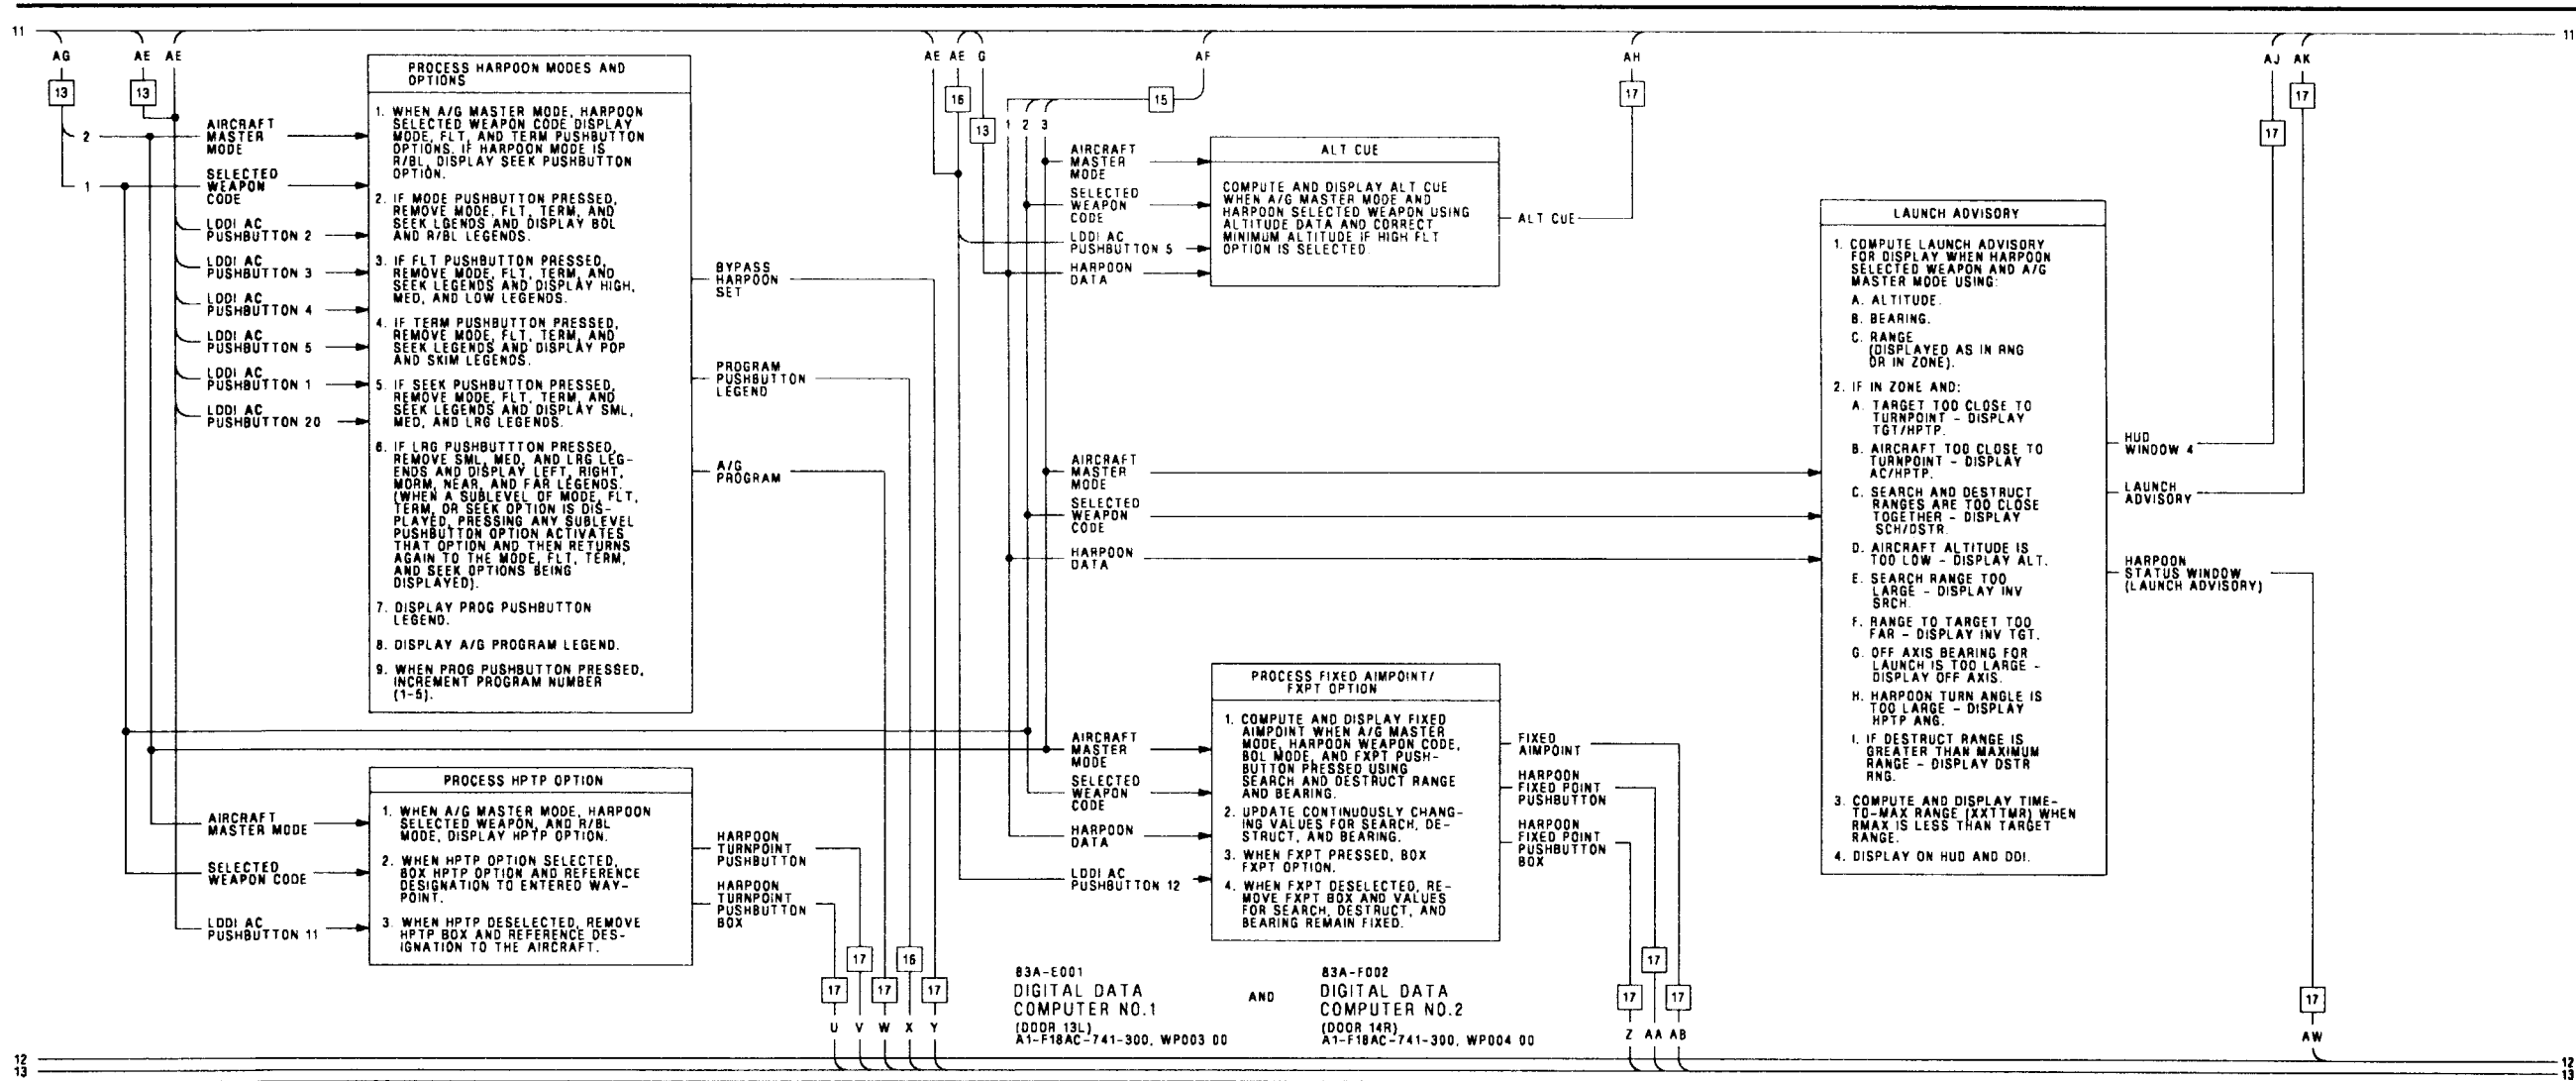 11
AG
AE
AE
AE
AE
G
AF
AH
AJ
AK
11
13
13
16
13
15
17
17
17
2
1
1
2
3
AIRCRAFT
MASTER
MODE
SELECTED
WEAPON
CODE
LDDI AC
PUSHBUTTON 2
LDDI AC
PUSHBUTTON 3
LDDI AC
PUSHBUTTON 4
LDDI AC
PUSHBUTTON 5
LDDI AC
PUSHBUTTON 1
LDDI AC
PUSHBUTTON 20
PROCESS HARPOON MODES AND
OPTIONS
1. WHEN A/G MASTER MODE, HARPOON
SELECTED WEAPON CODE DISPLAY
MODE, FLT, AND TERM PUSHBUTTON
OPTIONS. IF HARPOON MODE IS
R/BL, DISPLAY SEEK PUSHBUTTON
OPTION.
2. IF MODE PUSHBUTTON PRESSED,
REMOVE MODE, FLT, TERM, AND
SEEK LGENDS AND DISPLAY BOL
AND R/BL LEGENDS.
3. IF FLT PUSHBUTTON PRESSED,
REMOVE MODE, FLT, TERM, AND
SEEK LEGENDS AND DISPLAY HIGH,
MED, AND LOW LEGENDS.
4. IF TERM PUSHBUTTON PRESSED,
REMOVE MODE, FLT, TERM, AND
SEEK LEGENDS AND DISPLAY POP
AND SKIM LEGENDS.
5. IF SEEK PUSHBUTTON PRESSED,
REMOVE MODE, FLT, TERM, AND
SEEK LEGENDS AND DISPLAY SML,
MED, AND LRG LEGENDS.
6. IF LRG PUSHBUTTTON PRESSED,
REMOVE SML, MED, AND LRG LEG-
ENDS AND DISPLAY LEFT, RIGHT,
MORM, NEAR, AND FAR LEGENDS.
(WHEN A SUBLEVEL OF MODE, FLT,
TERM, OR SEEK OPTION IS DIS-
PLAYED, PRESSING ANY SUBLEVEL
PUSHBUTTON OPTION ACTIVATES
THAT OPTION AND THEN RETURNS
AGAIN TO THE MODE, FLT, TERM,
AND SEEK OPTIONS BEING
DISPLAYED).
7. DISPLAY PROG PUSHBUTTON
LEGEND.
8. DISPLAY A/G PROGRAM LEGEND.
9. WHEN PROG PUSHBUTTON PRESSED,
INCREMENT PROGRAM NUMBER
(1-5).
BYPASS
HARPOON
SET
PROGRAM
PUSHBUTTON
LEGEND
A/G
PROGRAM
AIRCRAFT
MASTER MODE
SELECTED
WEAPON CODE
LDDI AC
PUSHBUTTON 11
PROCESS HPTP OPTION
1. WHEN A/G MASTER MODE, HARPOON
SELECTED WEAPON, AND R/BL
MODE, DISPLAY HPTP OPTION.
2. WHEN HPTP OPTION SELECTED,
BOX HPTP OPTION AND REFERENCE
DESIGNATION TO ENTERED WAY-
POINT.
3. WHEN HPTP DESELECTED, REMOVE
HPTP BOX AND REFERENCE DES-
IGNATION TO THE AIRCRAFT.
HARPOON
TURNPOINT
PUSHBUTTON
HARPOON
TURNPOINT
PUSHBUTTON
BOX
17
17
17
16
17
U
V
W
X
Y
AIRCRAFT
MASTER
MODE
SELECTED
WEAPON
CODE
LDDI AC
PUSHBUTTON 5
HARPOON
DATA
ALT CUE
COMPUTE AND DISPLAY ALT CUE
WHEN A/G MASTER MODE AND
HARPOON SELECTED WEAPON USING
ALTITUDE DATA AND CORRECT
MINIMUM ALTITUDE IF HIGH FLT
OPTION IS SELECTED.
ALT CUE
AIRCRAFT
MASTER
MODE
SELECTED
WEAPON
CODE
HARPOON
DATA
AIRCRAFT
MASTER
MODE
SELECTED
WEAPON
CODE
HARPOON
DATA
LDDI AC
PUSHBUTTON 12
PROCESS FIXED AIMPOINT/
FXPT OPTION
1. COMPUTE AND DISPLAY FIXED
AIMPOINT WHEN A/G MASTER
MODE, HARPOON WEAPON CODE,
BOL MODE, AND FXPT PUSH-
BUTTON PRESSED USING
SEARCH AND DESTRUCT RANGE
AND BEARING.
2. UPDATE CONTINUOUSLY CHANG-
ING VALUES FOR SEARCH, DE-
STRUCT, AND BEARING.
3. WHEN FXPT PRESSED, BOX
FXPT OPTION.
4. WHEN FXPT DESELECTED, RE-
MOVE FXPT BOX AND VALUES
FOR SEARCH, DESTRUCT, AND
BEARING REMAIN FIXED.
FIXED
AIMPOINT
HARPOON
FIXED POINT
PUSHBUTTON
HARPOON
FIXED POINT
PUSHBUTTON
BOX
17
17
17
Z
AA
AB
LAUNCH ADVISORY
1. COMPUTE LAUNCH ADVISORY
FOR DISPLAY WHEN HARPOON
SELECTED WEAPON AND A/G
MASTER MODE USING:
A. ALTITUDE.
B. BEARING.
C. RANGE
(DISPLAYED AS IN RNG
OR IN ZONE).
2. IF IN ZONE AND:
A. TARGET TOO CLOSE TO
TURNPOINT - DISPLAY
TGT/HPTP.
B. AIRCRAFT TOO CLOSE TO
TURNPOINT - DISPLAY
AC/HPTP.
C. SEARCH AND DESTRUCT
RANGES ARE TOO CLOSE
TOGETHER - DISPLAY
SCH/DSTR.
D. AIRCRAFT ALTITUDE IS
TOO LOW - DISPLAY ALT.
E. SEARCH RANGE TOO
LARGE - DISPLAY INV
SRCH.
F. RANGE TO TARGET TOO
FAR - DISPLAY INV TGT.
G. OFF AXIS BEARING FOR
LAUNCH IS TOO LARGE -
DISPLAY OFF AXIS.
H. HARPOON TURN ANGLE IS
TOO LARGE - DISPLAY
HPTP ANG.
I. IF DESTRUCT RANGE IS
GREATER THAN MAXIMUM
RANGE - DISPLAY DSTR
RNG.
3. COMPUTE AND DISPLAY TIME-
TO-MAX RANGE (XXTTMR) WHEN
RMAX IS LESS THAN TARGET
RANGE.
4. DISPLAY ON HUD AND DDI.
HUD
WINDOW 4
LAUNCH
ADVISORY
HARPOON
STATUS WINDOW
(LAUNCH ADVISORY)
17
AW
83A-E001
DIGITAL DATA
COMPUTER NO.1
(DOOR 13L)
A1-F18AC-741-300, WP003 00
AND
83A-F002
DIGITAL DATA
COMPUTER NO.2
(DOOR 14R)
A1-F18AC-741-300, WP004 00
12
13
12
13